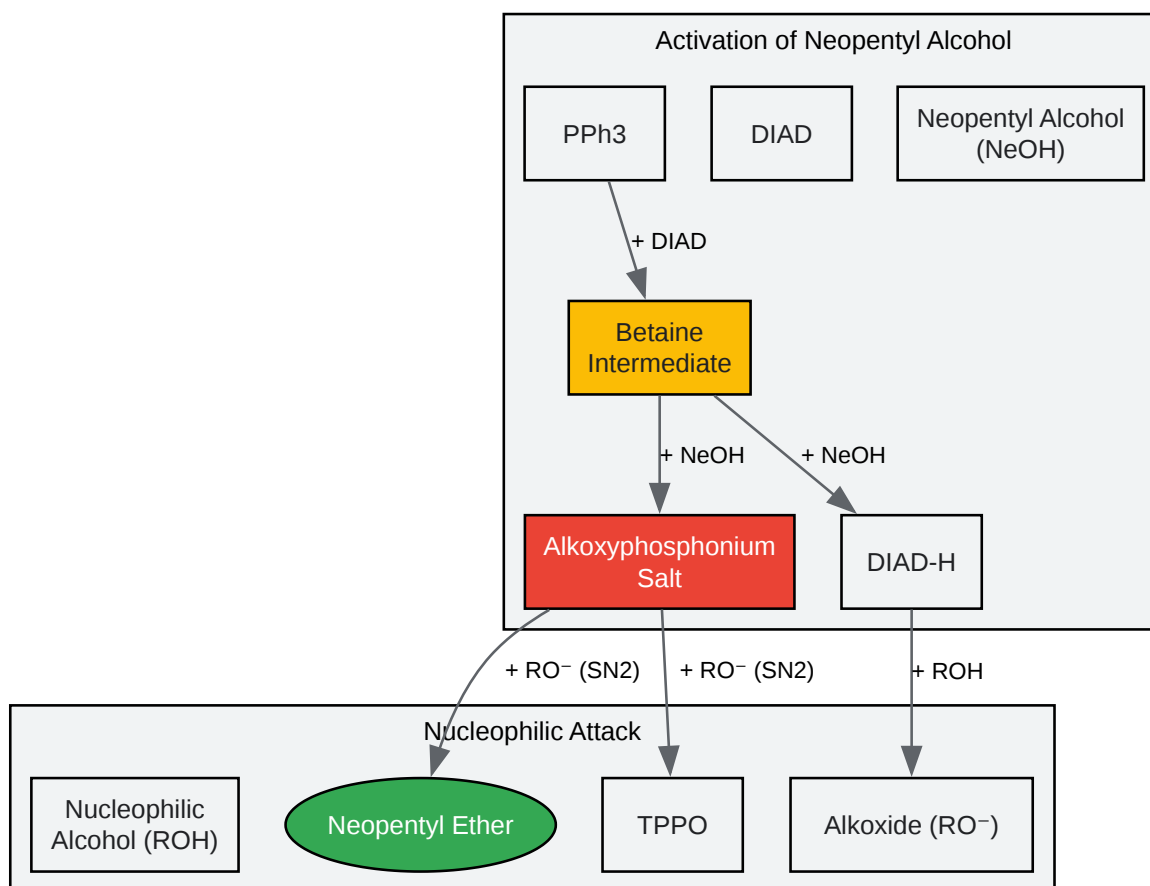 Activation of Neopentyl Alcohol
PPh3
DIAD
Neopentyl Alcohol
(NeOH)
+ DIAD
Betaine
Intermediate
+ NeOH
+ NeOH
Alkoxyphosphonium
Salt
DIAD-H
+ RO⁻ (SN2)
+ RO⁻ (SN2)
+ ROH
Nucleophilic Attack
Nucleophilic
Alcohol (ROH)
Neopentyl Ether
TPPO
Alkoxide (RO⁻)